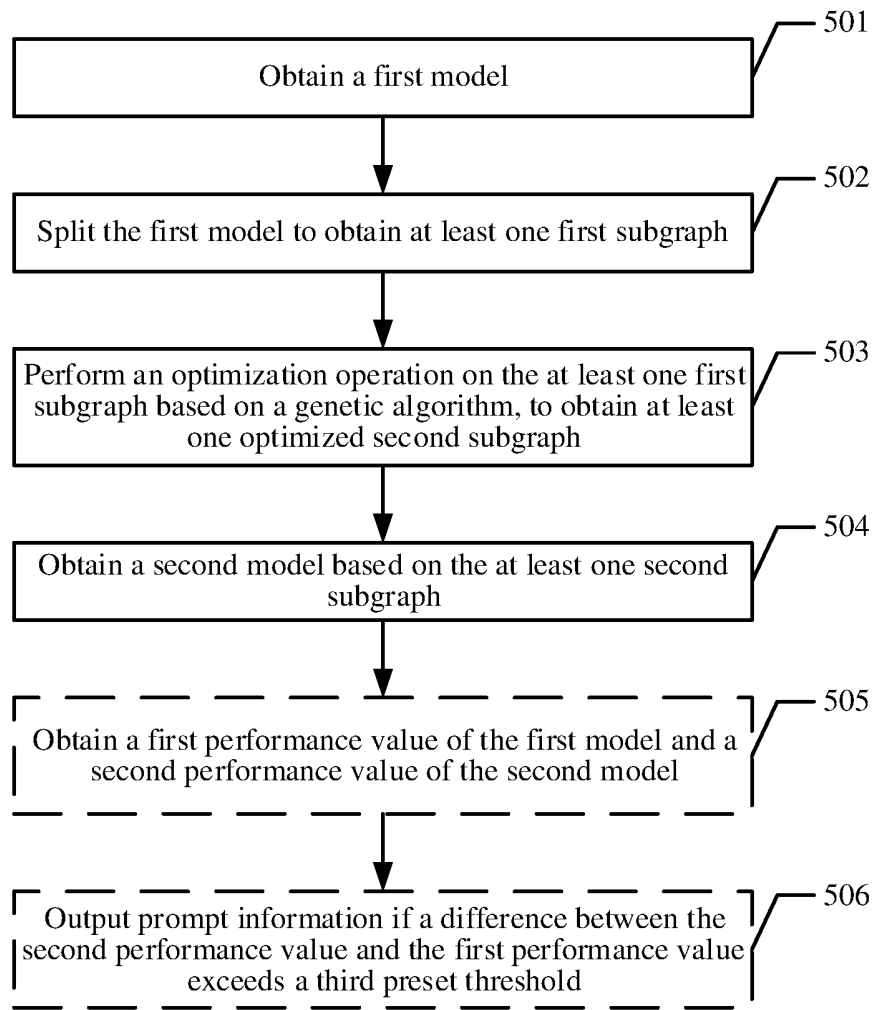 501
Obtain a first model
502
Split the first model to obtain at least one first subgraph
503
Perform an optimization operation on the at least one first
subgraph based on a genetic algorithm, to obtain at least
one optimized second subgraph
504
Obtain a second model based on the at least one second
subgraph
505
Obtain a first performance value of the first model and a
second performance value of the second model
506
Output prompt information if a difference between the
second performance value and the first performance value
exceeds a third preset threshold